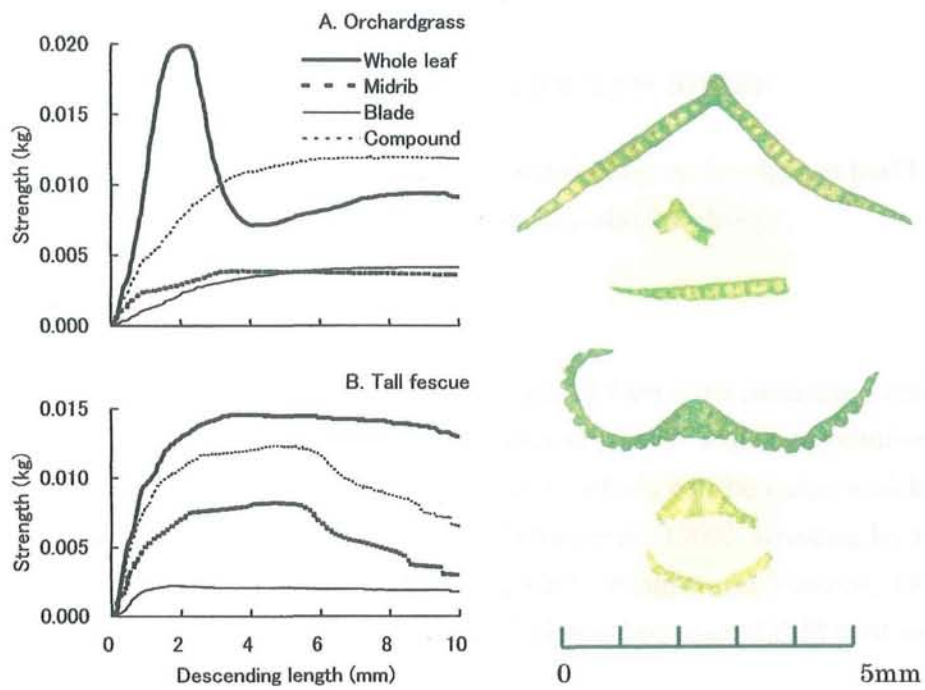 A. Orchardgrass
0.020
0.015
0.010
0.005
0.000
Strength (kg)
Whole leaf
Midrib
Blade
Compound
B. Tall fescue
0.015
0.010
0.005
0.000
Strength (kg)
0 2 4 6 8 10
Descending length (mm)
0 5mm